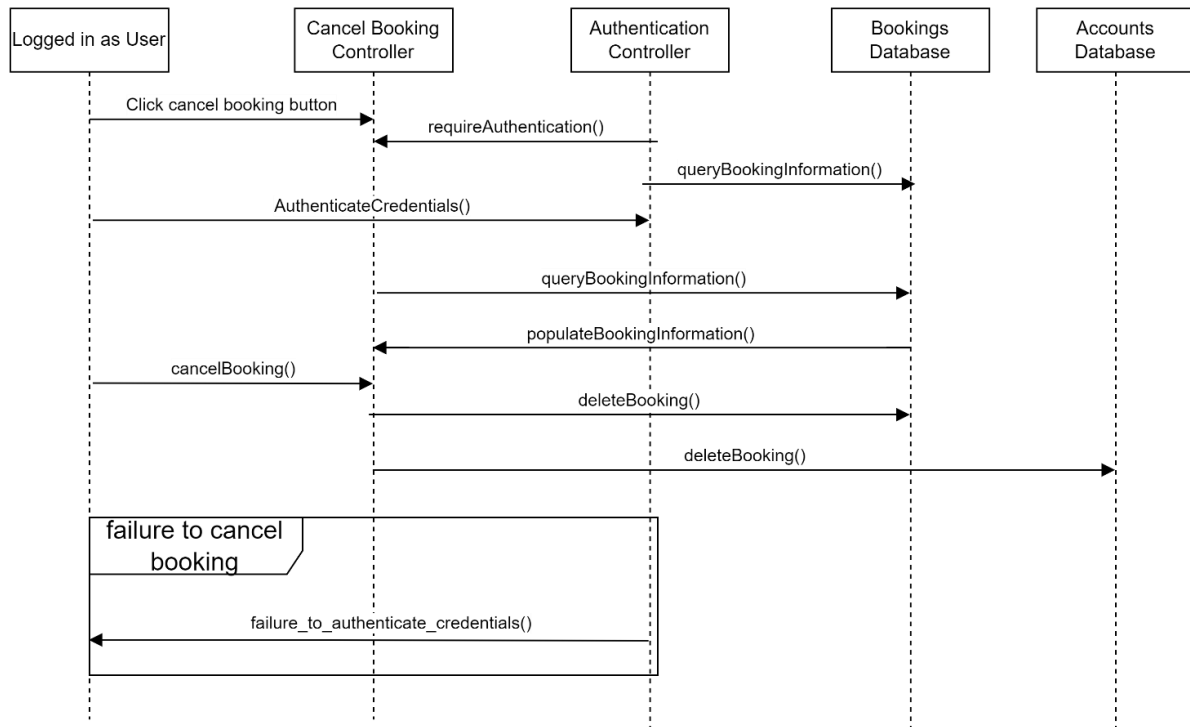 Logged in as User
Cancel Booking
Controller
Authentication
Controller
Bookings
Database
Accounts
Database
Click cancel booking button
requireAuthentication()
queryBookingInformation()
AuthenticateCredentials()
queryBookingInformation()
populateBookingInformation()
cancelBooking()
deleteBooking()
deleteBooking()
failure to cancel
booking
failure_to_authenticate_credentials()